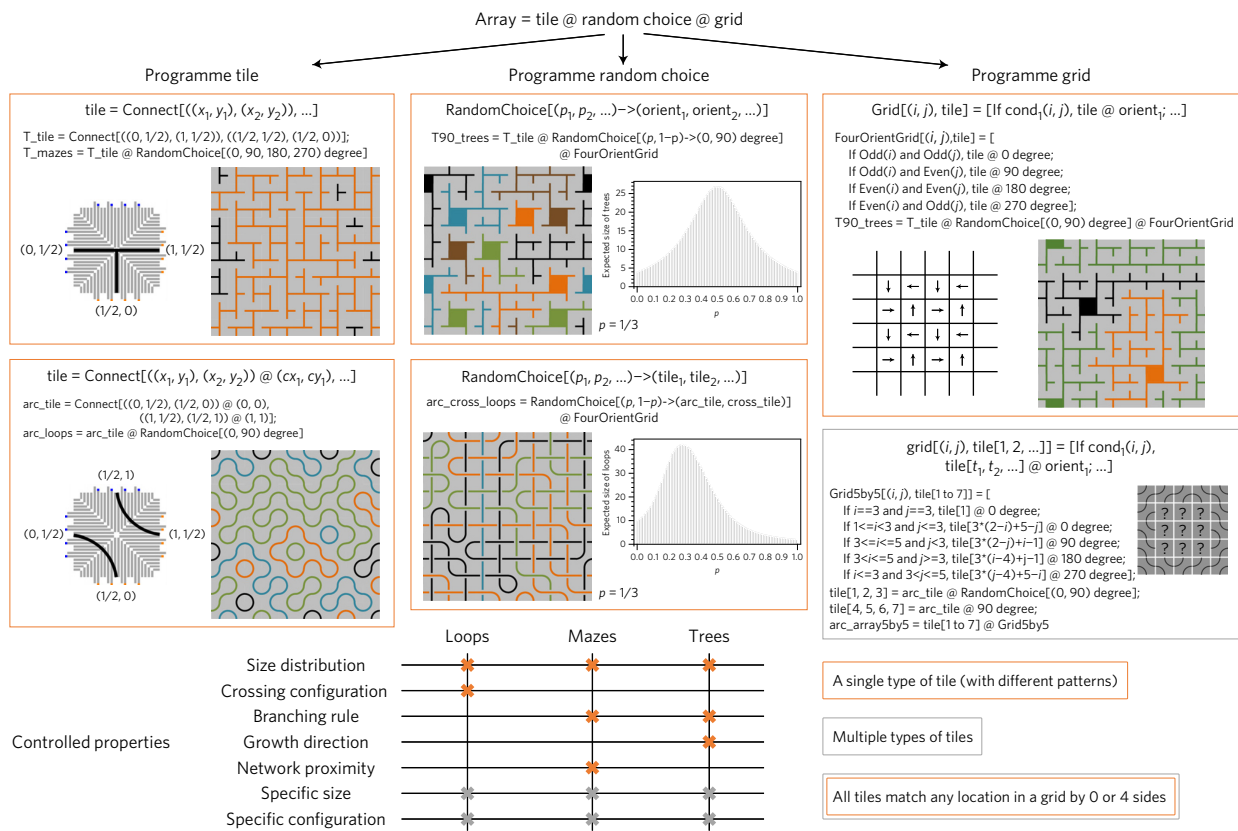 Array = tile @ random choice @ grid
Programme tile
Programme random choice
Programme grid
tile = Connect[((x₁, y₁), (x₂, y₂)), ...]
T_tile = Connect[((0, 1/2), (1, 1/2)), ((1/2, 1/2), (1/2, 0))];
T_mazes = T_tile @ RandomChoice[(0, 90, 180, 270) degree]
(0, 1/2)
(1, 1/2)
(1/2, 0)
RandomChoice[(p₁, p₂, ...)->(orient₁, orient₂, ...)]
T90_trees = T_tile @ RandomChoice[(p, 1–p)->(0, 90) degree]
@ FourOrientGrid
Expected size of trees
25
20
15
10
5
0
0.0 0.1 0.2 0.3 0.4 0.5 0.6 0.7 0.8 0.9 1.0
p
p = 1/3
Grid[(i, j), tile] = [If cond₁(i, j), tile @ orient₁; ...]
FourOrientGrid[(i, j),tile] = [
If Odd(i) and Odd(j), tile @ 0 degree;
If Odd(i) and Even(j), tile @ 90 degree;
If Even(i) and Even(j), tile @ 180 degree;
If Even(i) and Odd(j), tile @ 270 degree];
T90_trees = T_tile @ RandomChoice[(0, 90) degree] @ FourOrientGrid
tile = Connect[((x₁, y₁), (x₂, y₂)) @ (cx₁, cy₁), ...]
arc_tile = Connect[((0, 1/2), (1/2, 0)) @ (0, 0),
((1, 1/2), (1/2, 1)) @ (1, 1)];
arc_loops = arc_tile @ RandomChoice[(0, 90) degree]
(1/2, 1)
(0, 1/2)
(1, 1/2)
(1/2, 0)
RandomChoice[(p₁, p₂, ...)->(tile₁, tile₂, ...)]
arc_cross_loops = RandomChoice[(p, 1–p)->(arc_tile, cross_tile)]
@ FourOrientGrid
Expected size of loops
40
30
20
10
0
0.0 0.1 0.2 0.3 0.4 0.5 0.6 0.7 0.8 0.9 1.0
p
p = 1/3
grid[(i, j), tile[1, 2, ...]] = [If cond₁(i, j),
tile[t₁, t₂, ...] @ orient₁; ...]
Grid5by5[(i, j), tile[1 to 7]] = [
If i==3 and j==3, tile[1] @ 0 degree;
If 1<=i<3 and j<=3, tile[3*(2–i)+5–j] @ 0 degree;
If 3<=i<=5 and j<3, tile[3*(2–j)+i–1] @ 90 degree;
If 3<i<=5 and j>=3, tile[3*(i–4)+j–1] @ 180 degree;
If i<=3 and 3<j<=5, tile[3*(j–4)+5–i] @ 270 degree];
tile[1, 2, 3] = arc_tile @ RandomChoice[(0, 90) degree];
tile[4, 5, 6, 7] = arc_tile @ 90 degree;
arc_array5by5 = tile[1 to 7] @ Grid5by5
? ? ?
? ? ?
? ? ?
Loops Mazes Trees
Controlled properties
Size distribution
Crossing configuration
Branching rule
Growth direction
Network proximity
Specific size
Specific configuration
A single type of tile (with different patterns)
Multiple types of tiles
All tiles match any location in a grid by 0 or 4 sides